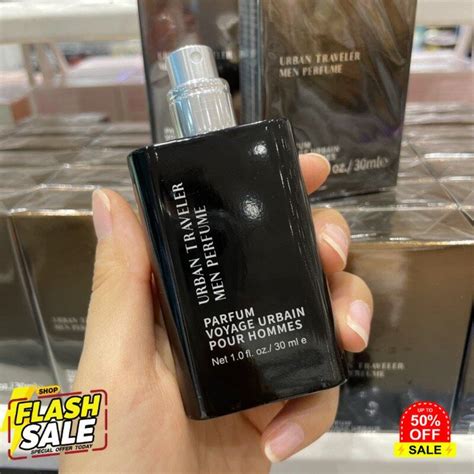 URBAN TRAVELER
MEN PERFUME
oz./30ml e
URBAN TRAVELER
MEN PERFUME
PARFUM
VOYAGE URBAIN
POUR HOMMES
Net 1.0 fl. oz./ 30 ml e
URBAN TRAVELER
MEN PERFUME
SHOP
FLASH
SALE
SPECIAL OFFER TODAY
UP TO
50%
OFF
SALE